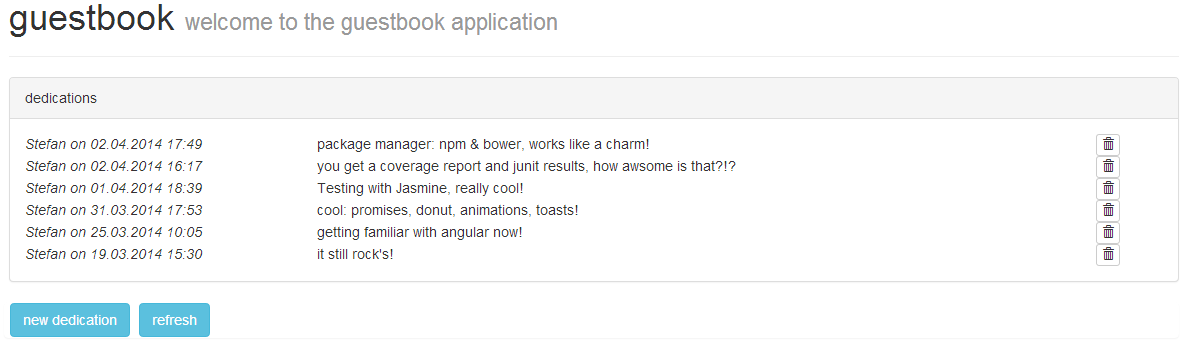 guestbook welcome to the guestbook application
dedications
Stefan on 02.04.2014 17:49 package manager: npm & bower, works like a charm!
Stefan on 02.04.2014 16:17 you get a coverage report and junit results, how awsome is that?!?
Stefan on 01.04.2014 18:39 Testing with Jasmine, really cool!
Stefan on 31.03.2014 17:53 cool: promises, donut, animations, toasts!
Stefan on 25.03.2014 10:05 getting familiar with angular now!
Stefan on 19.03.2014 15:30 it still rock's!
new dedication refresh